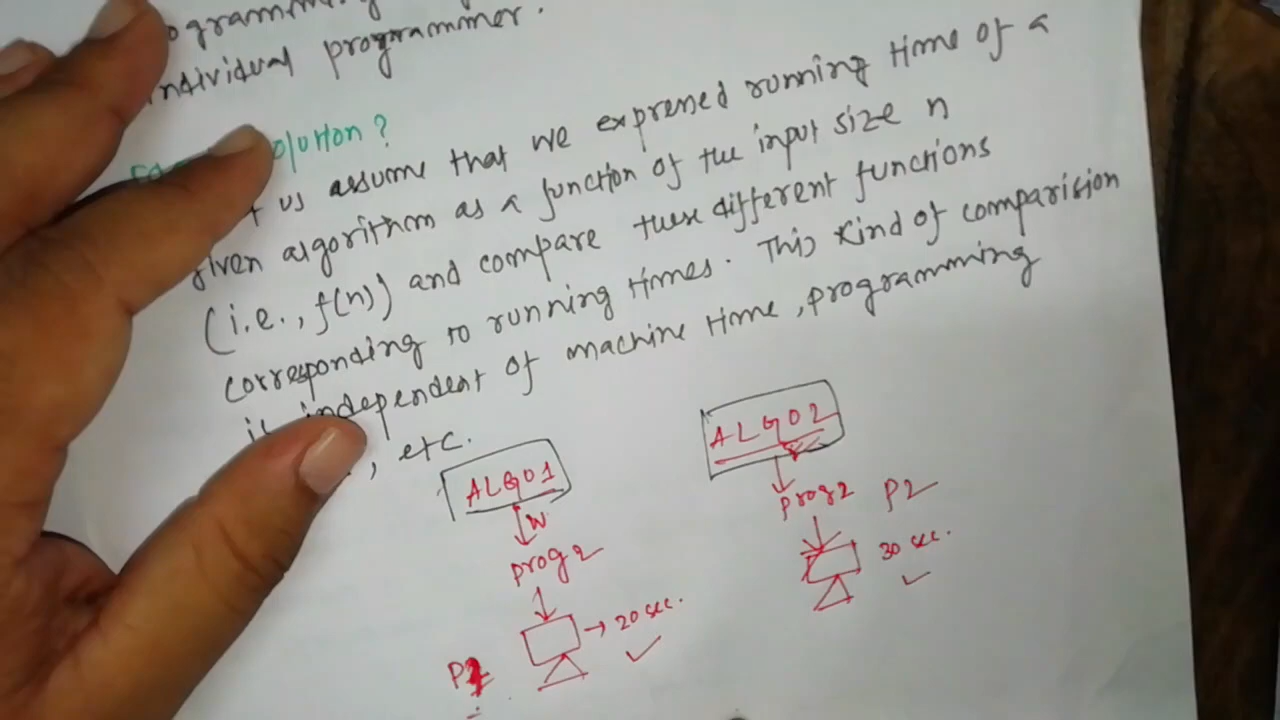 individual programmer.
us assume that we expressed running time of a
given algorithm as a function of the input size n
(i.e., f(n)) and compare these different functions
corresponding to running times. This kind of comparision
is independent of machine time, programming
, etc.
ALGO1
prog2
→ 20 sec.
ALGO2
prog2 P2
30 sec.